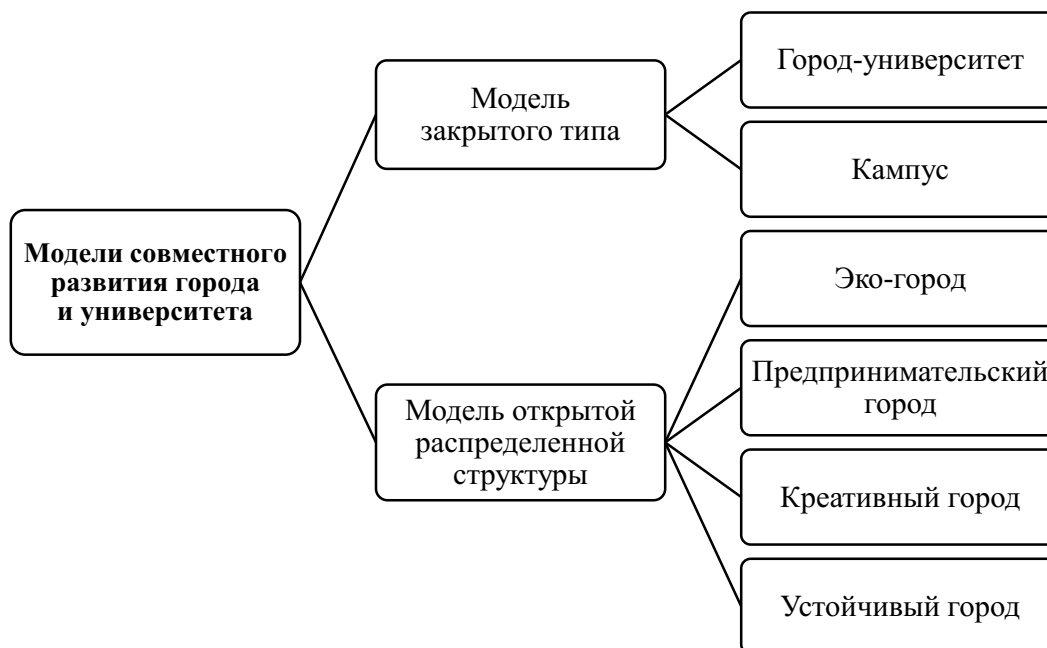 Модели совместного
развития города
и университета
Модель
закрытого типа
Город-университет
Кампус
Модель открытой
распределенной
структуры
Эко-город
Предпринимательский
город
Креативный город
Устойчивый город